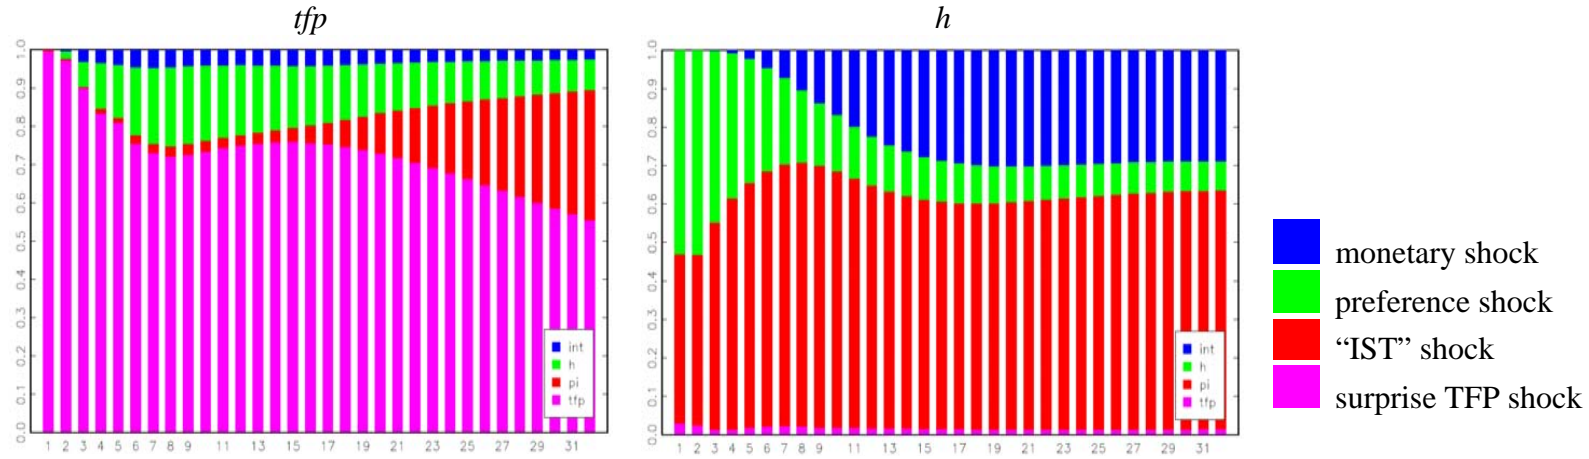 tfp
h
1.0
0.9
0.8
0.7
0.6
0.5
0.4
0.3
0.2
0.1
0.0
int
h
pi
tfp
1 2 3 4 5 6 7 8 9 11 13 15 17 19 21 23 25 27 29 31
1.0
0.9
0.8
0.7
0.6
0.5
0.4
0.3
0.2
0.1
0.0
int
h
pi
tfp
1 2 3 4 5 6 7 8 9 11 13 15 17 19 21 23 25 27 29 31
monetary shock
preference shock
“IST” shock
surprise TFP shock